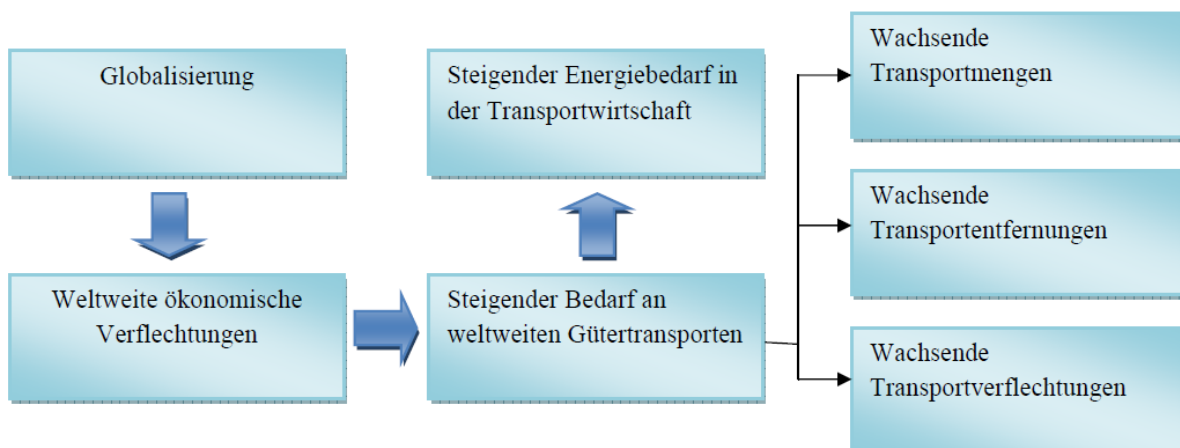 Globalisierung
Weltweite ökonomische
Verflechtungen
Steigender Bedarf an
weltweiten Gütertransporten
Steigender Energiebedarf in
der Transportwirtschaft
Wachsende
Transportmengen
Wachsende
Transportentfernungen
Wachsende
Transportverflechtungen